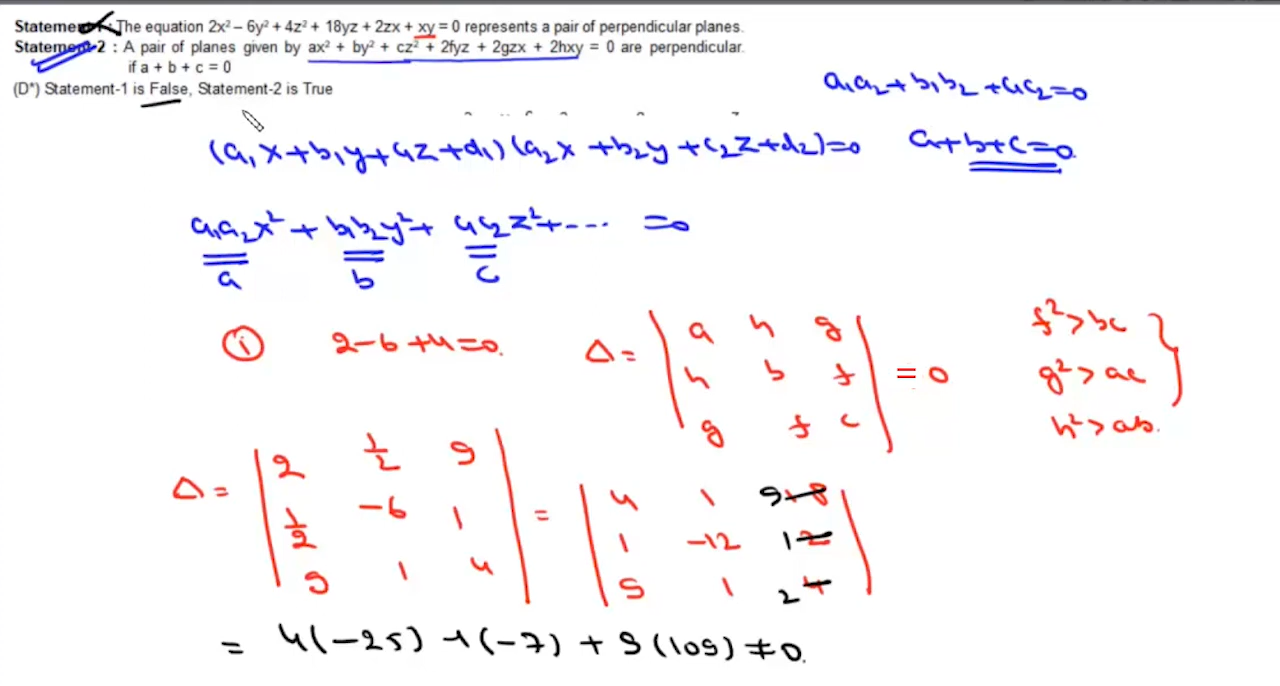 Statement-1 : The equation 2x² – 6y² + 4z² + 18yz + 2zx + xy = 0 represents a pair of perpendicular planes.
Statement-2 : A pair of planes given by ax² + by² + cz² + 2fyz + 2gzx + 2hxy = 0 are perpendicular.
if a + b + c = 0
(D*) Statement-1 is False, Statement-2 is True
a₁a₂ + b₁b₂ + c₁c₂ = 0
(a₁x + b₁y + c₁z + d₁) (a₂x + b₂y + c₂z + d₂) = 0 a + b + c = 0
a₁a₂x² + b₁b₂y² + c₁c₂z² + .... = 0
a b c
(i) 2 - 6 + 4 = 0. Δ = | a h g | f² > bc
| h b f | = 0 g² > ac }
| g f c | h² > ab.
Δ = | 2 1/2 9 | = | 4 1 9 18 |
| 1/2 -6 1 | | 1 -12 1 2 |
| 9 1 4 | | 9 1 2 4 |
= 4(-25) -1(-7) + 9(109) ≠ 0.